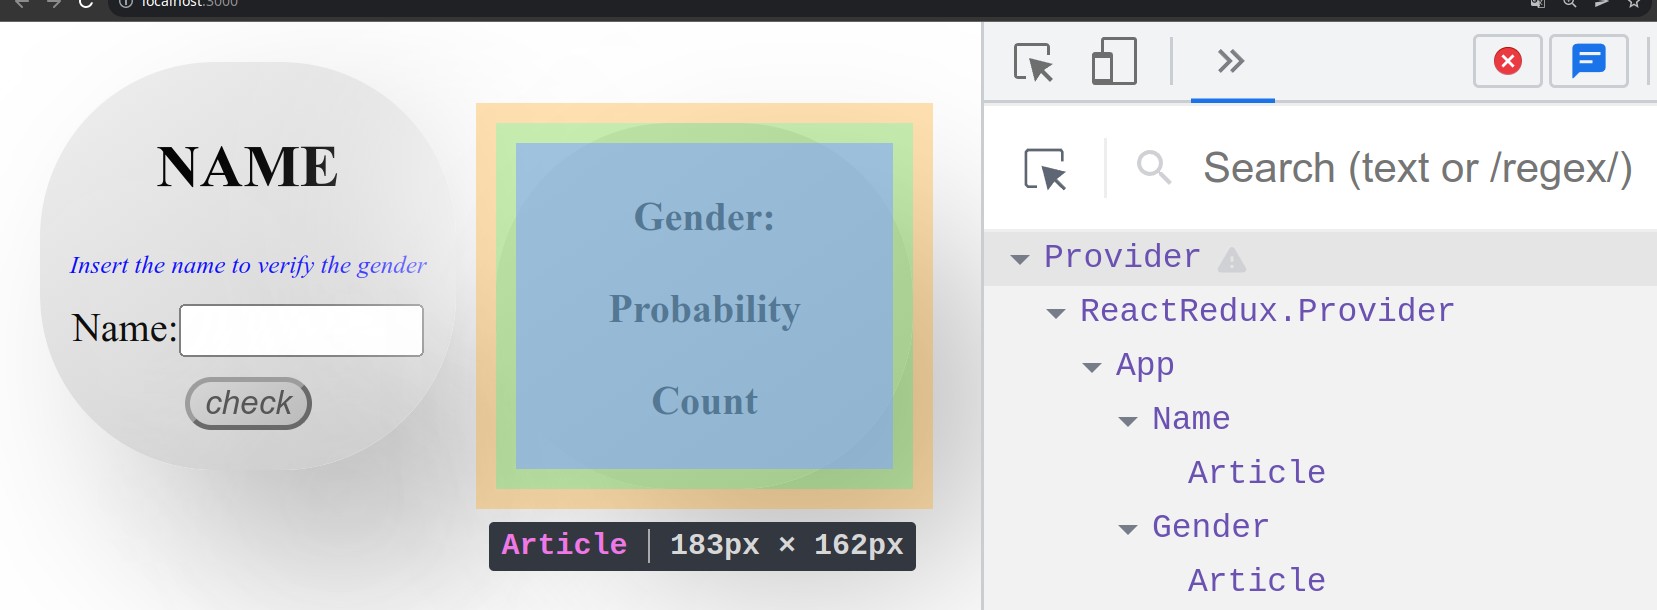 localhost:3000
NAME
Insert the name to verify the gender
Name:
check
Gender:
Probability
Count
Article | 183px × 162px
Search (text or /regex/)
Provider
ReactRedux.Provider
App
Name
Article
Gender
Article